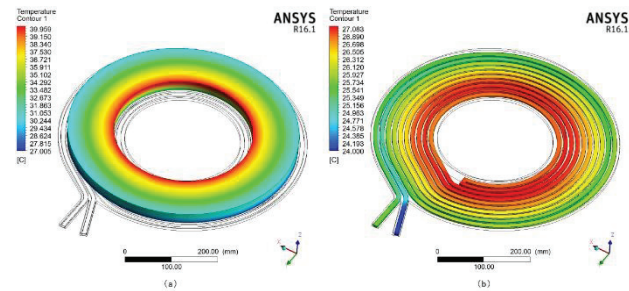 Temperature
Contour 1
39.959
39.150
38.340
37.530
36.721
35.911
35.102
34.292
33.482
32.673
31.863
31.053
30.244
29.434
28.624
27.815
27.005
[C]
ANSYS
R16.1
0
200.00
(mm)
100.00
X
Z
(a)
Temperature
Contour 1
27.083
26.890
26.698
26.505
26.312
26.120
25.927
25.734
25.541
25.349
25.156
24.963
24.771
24.578
24.385
24.193
24.000
[C]
ANSYS
R16.1
0
200.00
(mm)
100.00
X
Z
(b)